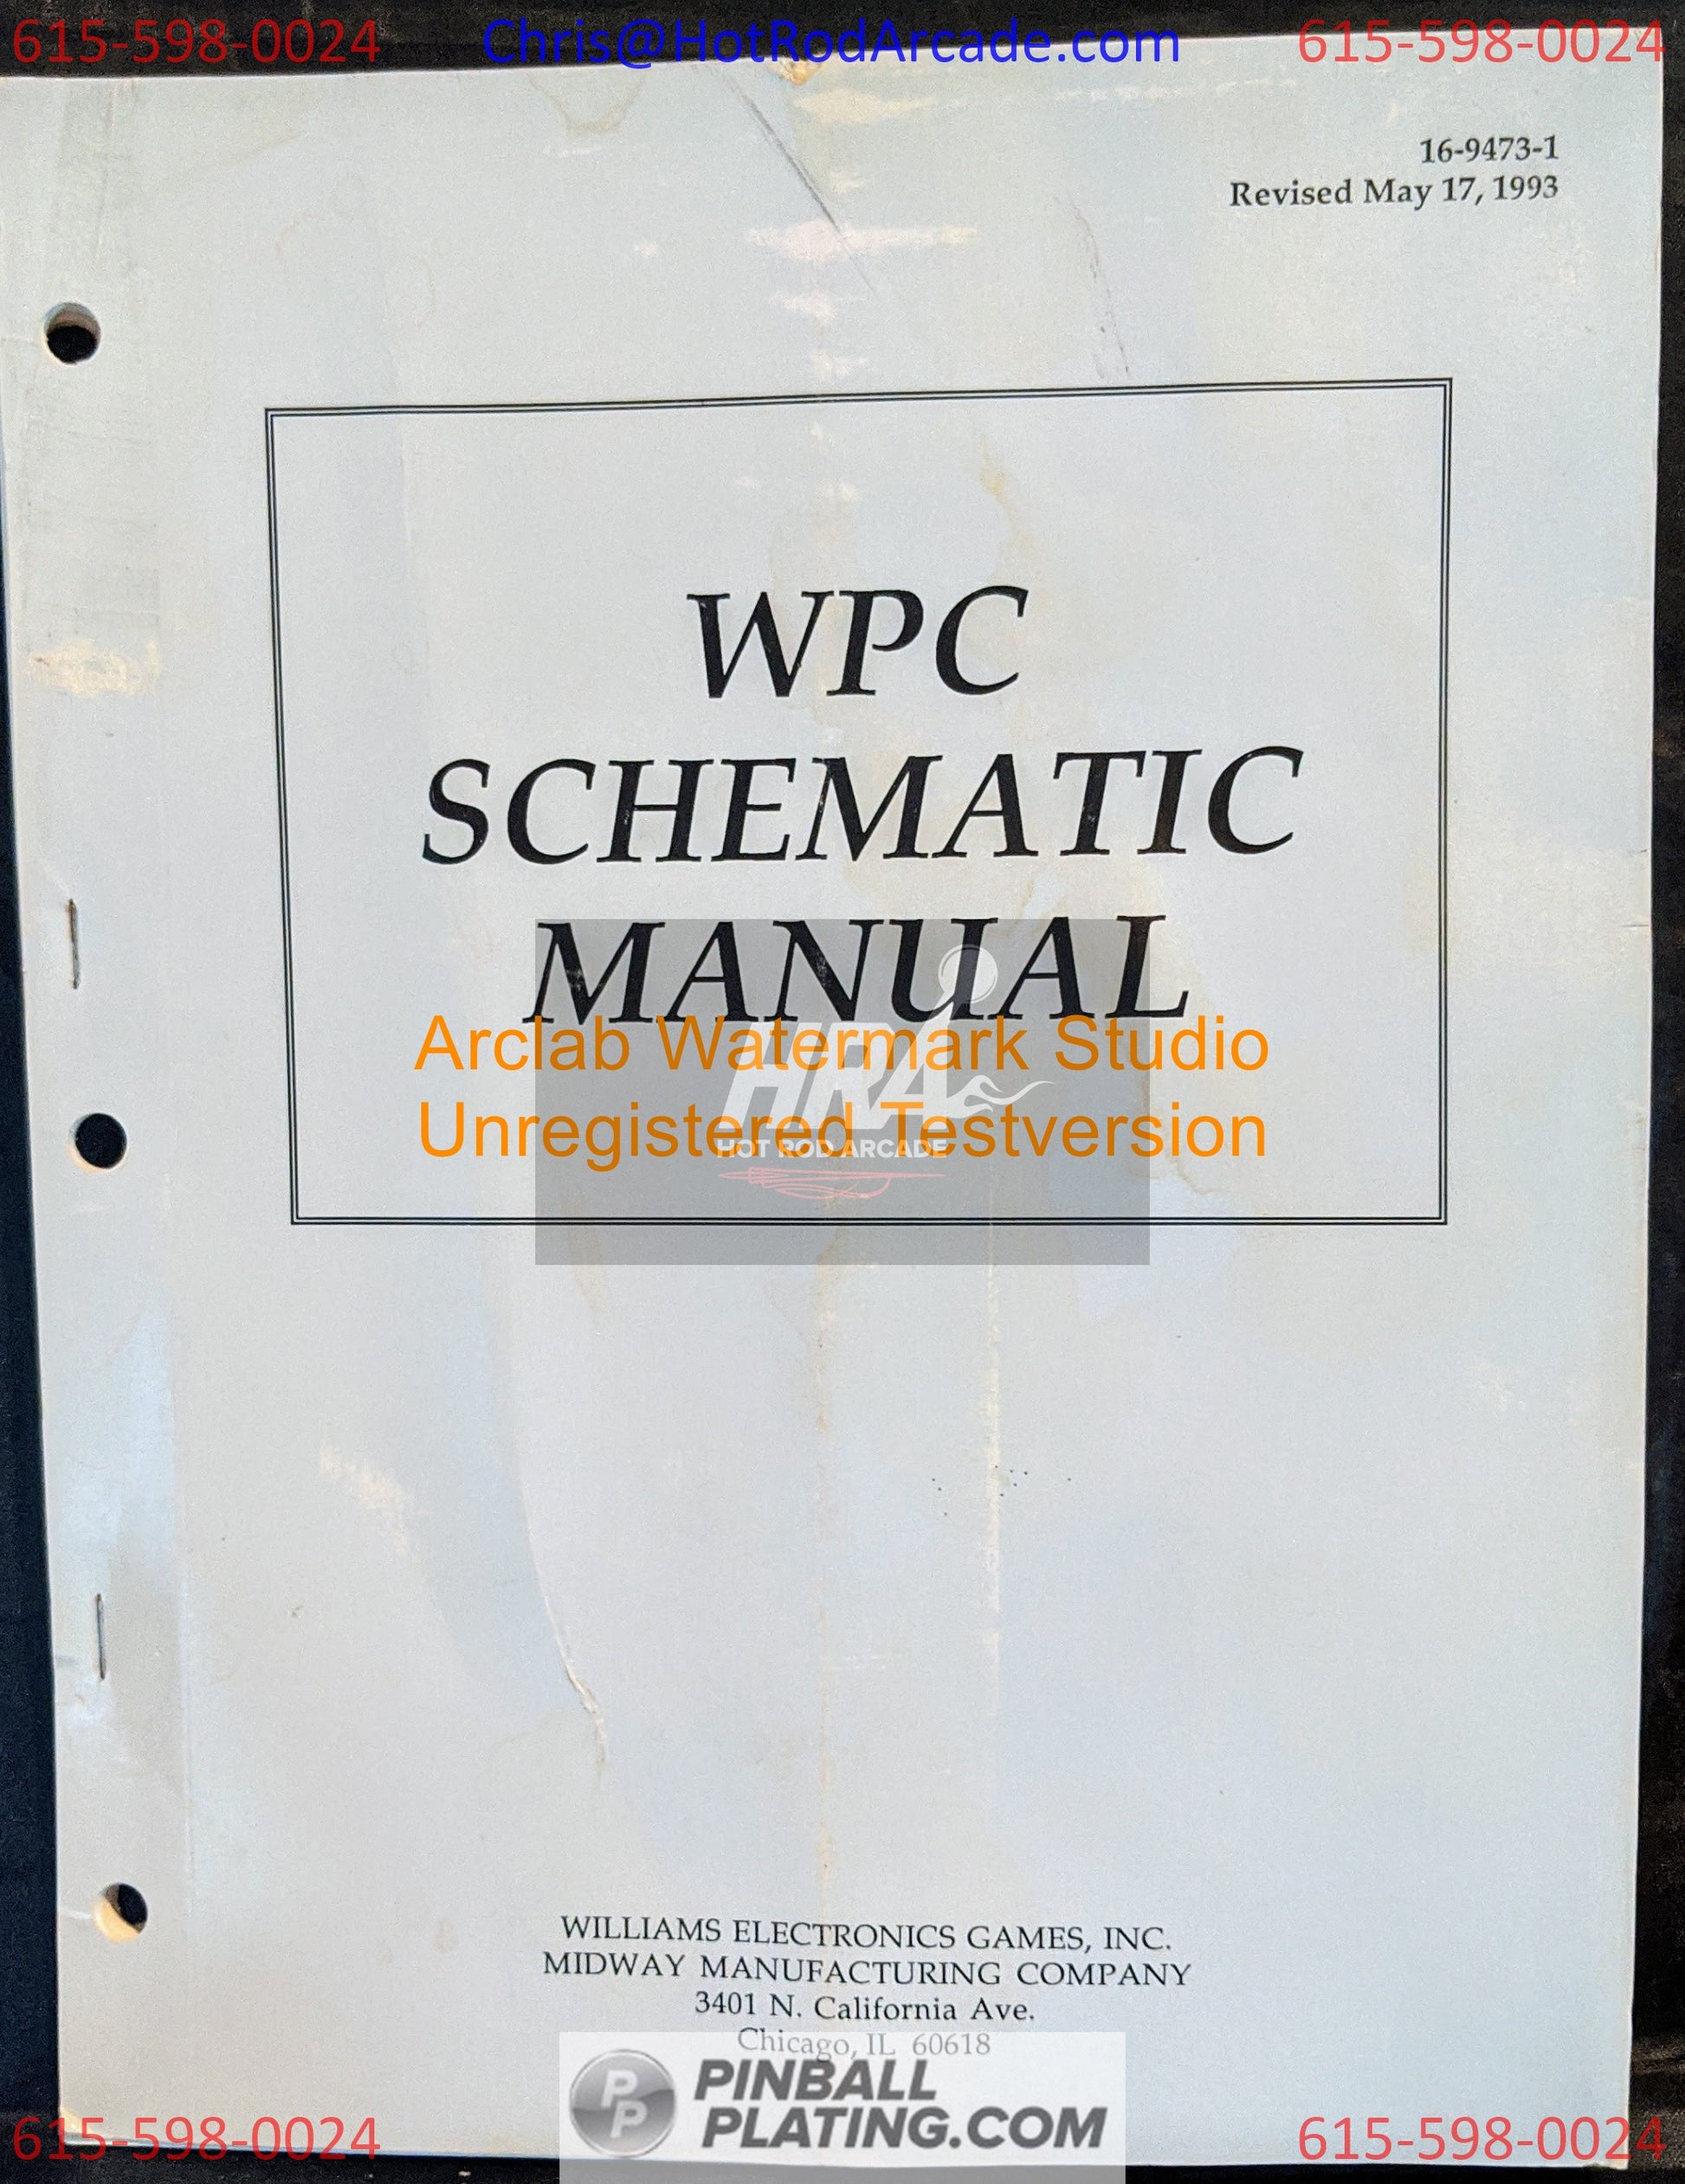 615-598-0024 Chris@HotRodArcade.com 615-598-0024
16-9473-1
Revised May 17, 1993
WPC
SCHEMATIC
MANUAL
Arclab Watermark Studio
HRA
Unregistered Testversion
HOT ROD ARCADE
WILLIAMS ELECTRONICS GAMES, INC.
MIDWAY MANUFACTURING COMPANY
3401 N. California Ave.
Chicago, IL 60618
PP
PINBALL
PLATING.COM
615-598-0024 615-598-0024